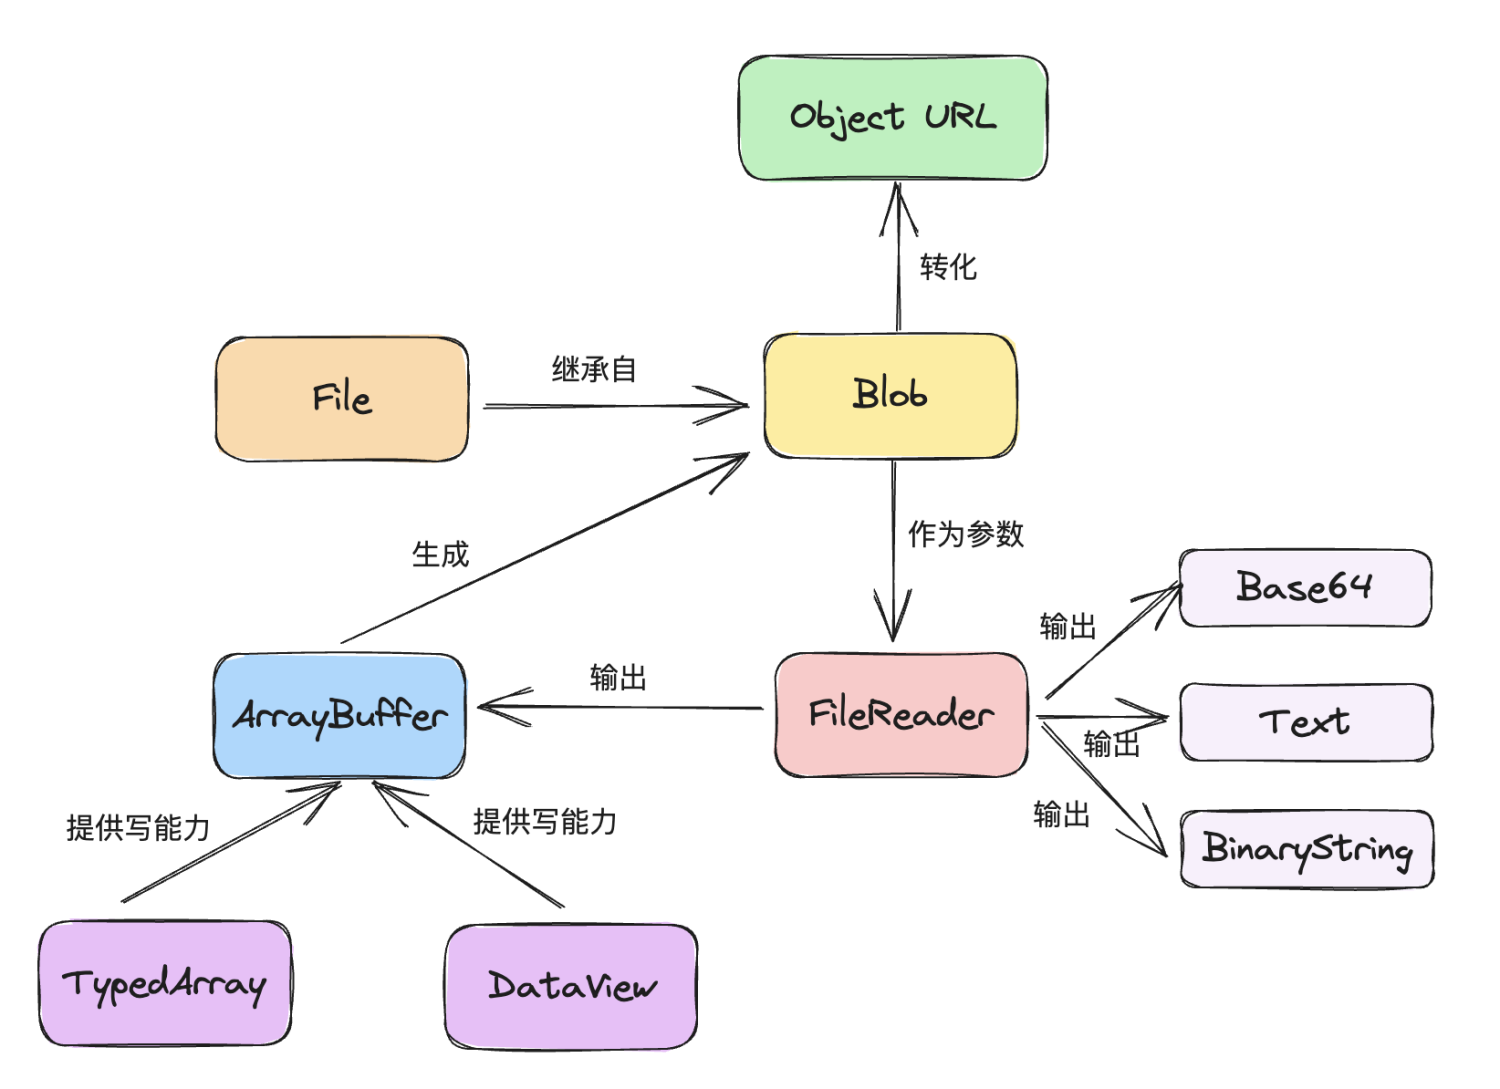 Object URL
转化
File
继承自
Blob
生成
作为参数
ArrayBuffer
输出
FileReader
输出
Base64
输出
Text
输出
BinaryString
提供写能力
提供写能力
TypedArray
DataView